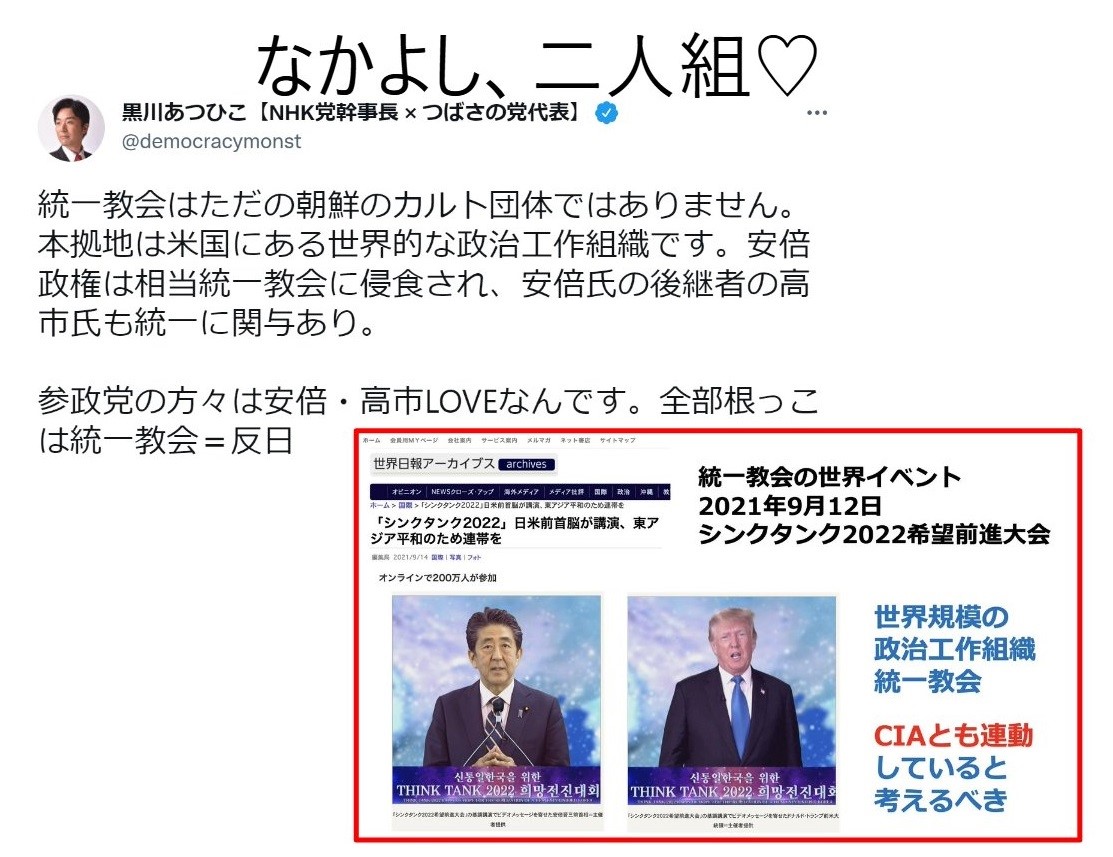 なかよし、二人組♡
黒川あつひこ【NHK党幹事長 × つばさの党代表】
@democracymonst
統一教会はただの朝鮮のカルト団体ではありません。
本拠地は米国にある世界的な政治工作組織です。安倍
政権は相当統一教会に侵食され、安倍氏の後継者の高
市氏も統一に関与あり。
参政党の方々は安倍・高市LOVEなんです。全部根っこ
は統一教会＝反日
ホーム 会員用MYページ 会社案内 サービス案内 メルマガ ネット書店 サイトマップ
世界日報アーカイブス archives
オピニオン NEWSクローズ・アップ 海外メディア メディア批評 国際 政治 沖縄 教
ホーム > 国際 > 「シンクタンク2022」日米前首脳が講演、東アジア平和のため連帯を
「シンクタンク2022」日米前首脳が講演、東ア
ジア平和のため連帯を
編集局 2021/9/14 国際 | 写真 | フォト
オンラインで200万人が参加
統一教会の世界イベント
2021年9月12日
シンクタンク2022希望前進大会
世界規模の
政治工作組織
統一教会
CIAとも連動
していると
考えるべき
신통일한국을 위한
THINK TANK 2022 희망전진대회
「シンクタンク2022希望前進大会」の基調講演でビデオメッセージを寄せた安倍晋三前首相＝主催
者提供
신통일한국을 위한
THINK TANK 2022 희망전진대회
「シンクタンク2022希望前進大会」の基調講演でビデオメッセージを寄せたドナルド・トランプ前米大
統領＝主催者提供